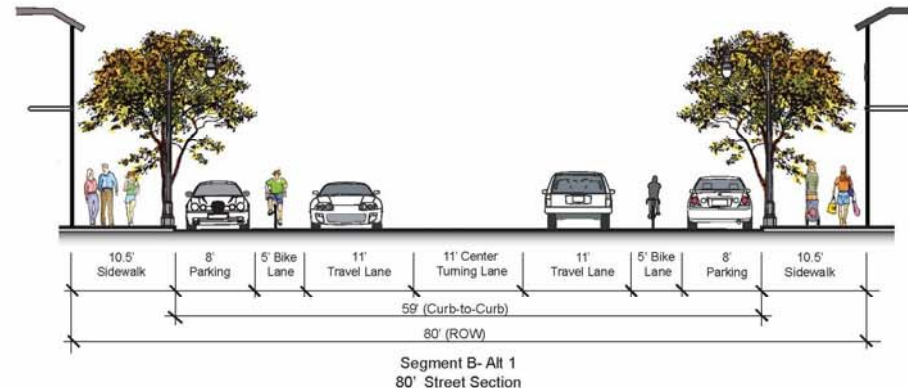 10.5' Sidewalk
8' Parking
5' Bike Lane
11' Travel Lane
11' Center Turning Lane
11' Travel Lane
5' Bike Lane
8' Parking
10.5' Sidewalk
59' (Curb-to-Curb)
80' (ROW)
Segment B- Alt 1
80' Street Section